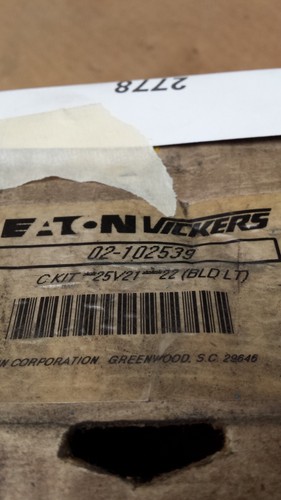 2778
EATON VICKERS
02-102539
C KIT **25V21**22 (BLD LT)
N CORPORATION, GREENWOOD, S.C. 29646